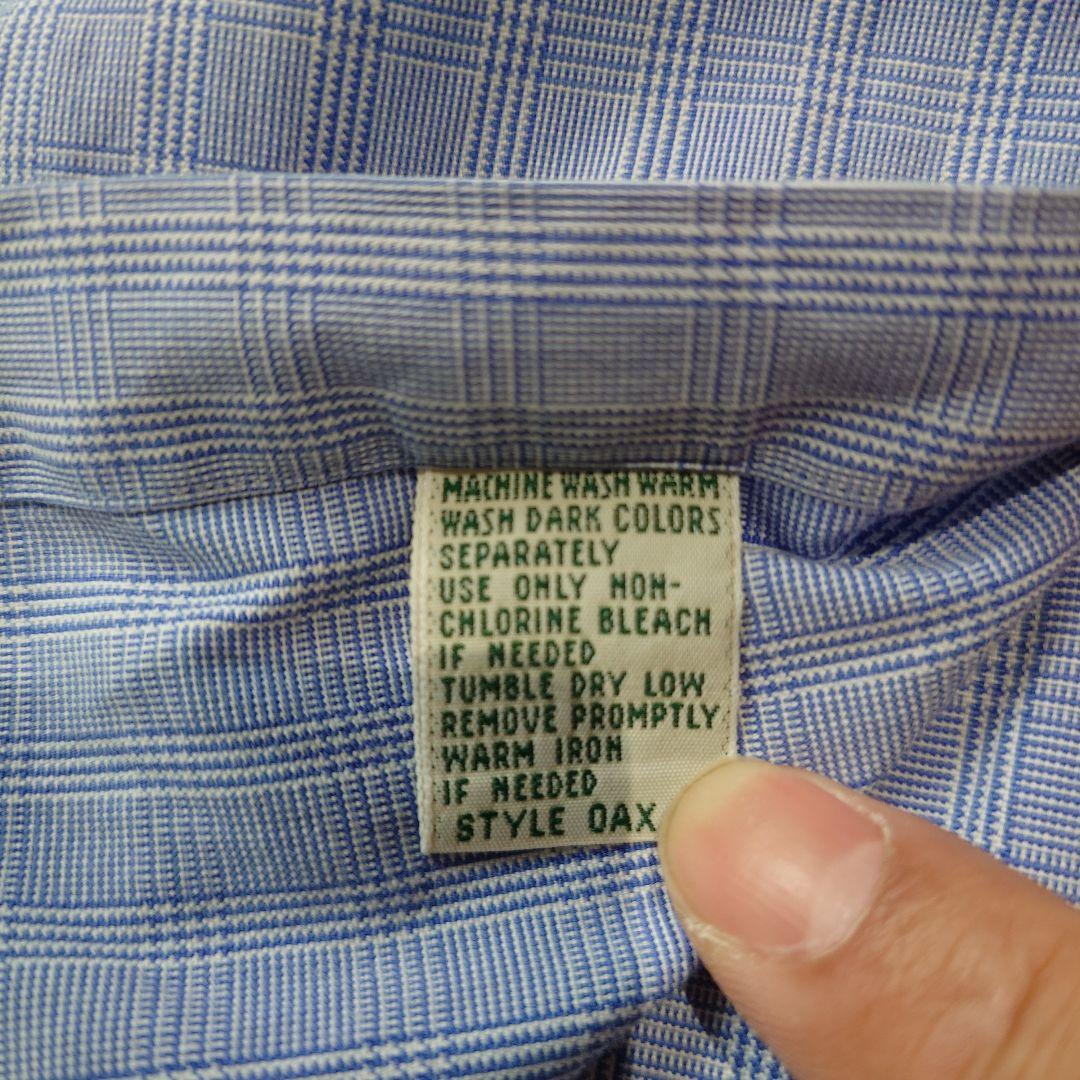 MACHINE WASH WARM
WASH DARK COLORS
SEPARATELY
USE ONLY NON-
CHLORINE BLEACH
IF NEEDED
TUMBLE DRY LOW
REMOVE PROMPTLY
WARM IRON
IF NEEDED
STYLE OAX